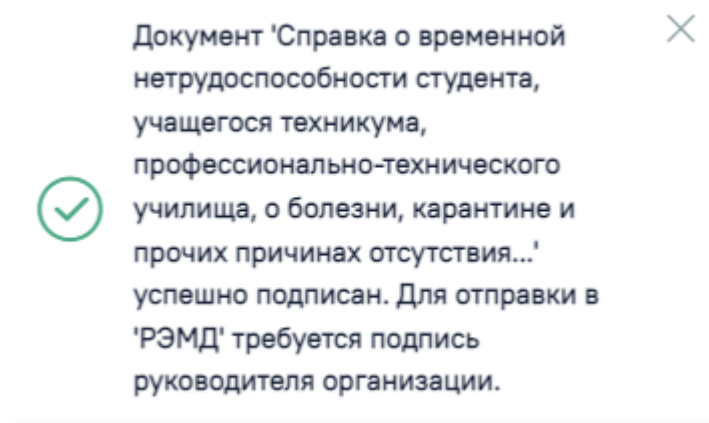 Документ 'Справка о временной
нетрудоспособности студента,
учащегося техникума,
профессионально-технического
училища, о болезни, карантине и
прочих причинах отсутствия...'
успешно подписан. Для отправки в
'РЭМД' требуется подпись
руководителя организации.